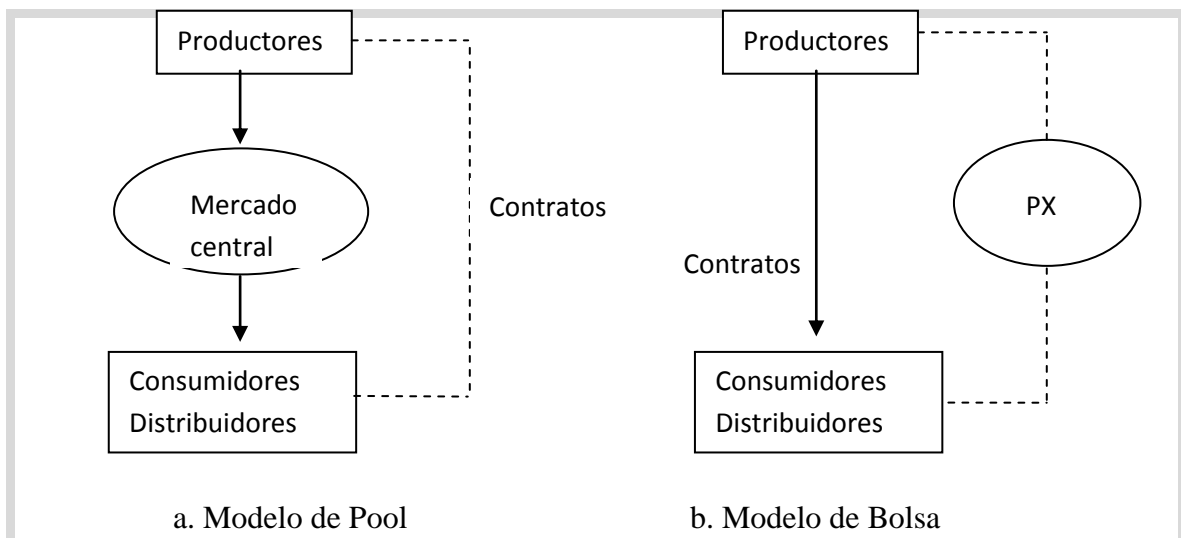 Productores
Mercado
central
Contratos
Consumidores
Distribuidores
a. Modelo de Pool
Productores
PX
Contratos
Consumidores
Distribuidores
b. Modelo de Bolsa